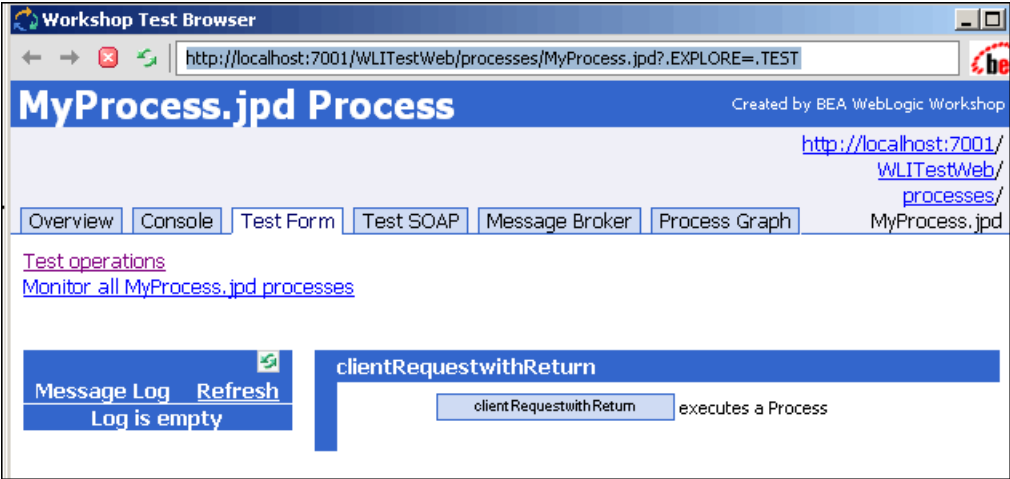 Workshop Test Browser
http://localhost:7001/WLITestWeb/processes/MyProcess.jpd?.EXPLORE=.TEST
be
MyProcess.jpd Process
Created by BEA WebLogic Workshop
http://localhost:7001/
WLITestWeb/
processes/
MyProcess.jpd
Overview Console Test Form Test SOAP Message Broker Process Graph
Test operations
Monitor all MyProcess.jpd processes
Message Log Refresh
Log is empty
clientRequestwithReturn
clientRequestwithReturn executes a Process